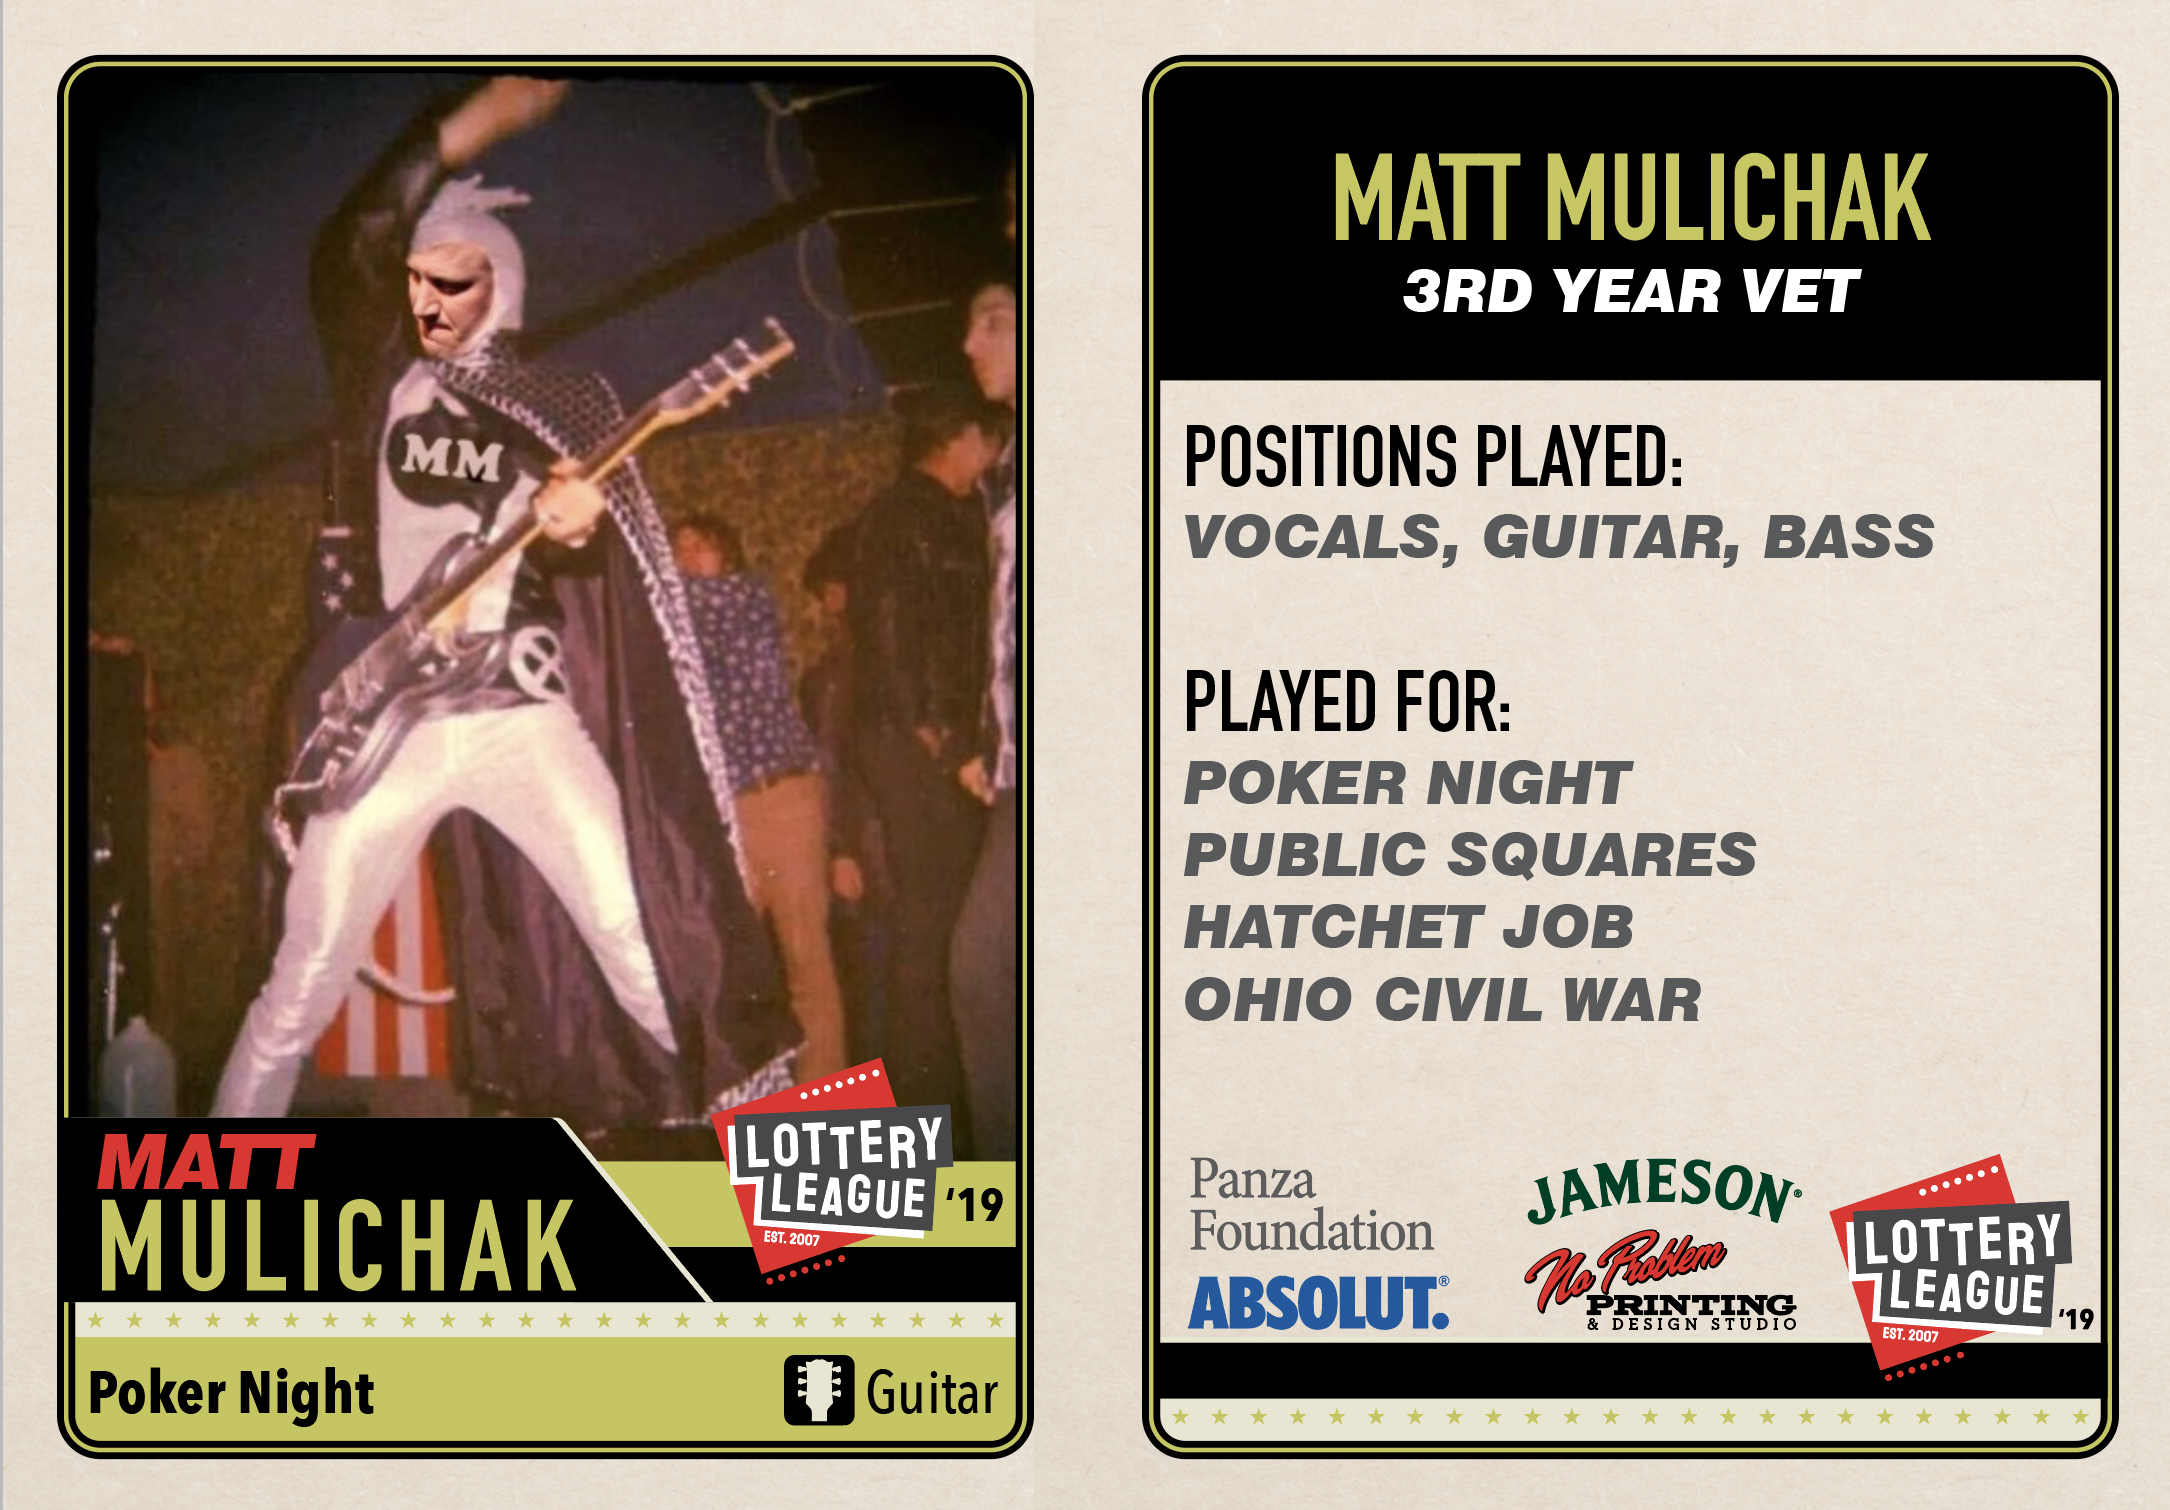 MM
MATT
MULICHAK
LOTTERY
LEAGUE
'19
EST. 2007
Poker Night
Guitar
MATT MULICHAK
3RD YEAR VET
POSITIONS PLAYED:
VOCALS, GUITAR, BASS
PLAYED FOR:
POKER NIGHT
PUBLIC SQUARES
HATCHET JOB
OHIO CIVIL WAR
Panza
Foundation
ABSOLUT.®
JAMESON®
No Problem
PRINTING
& DESIGN STUDIO
LOTTERY
LEAGUE
'19
EST. 2007